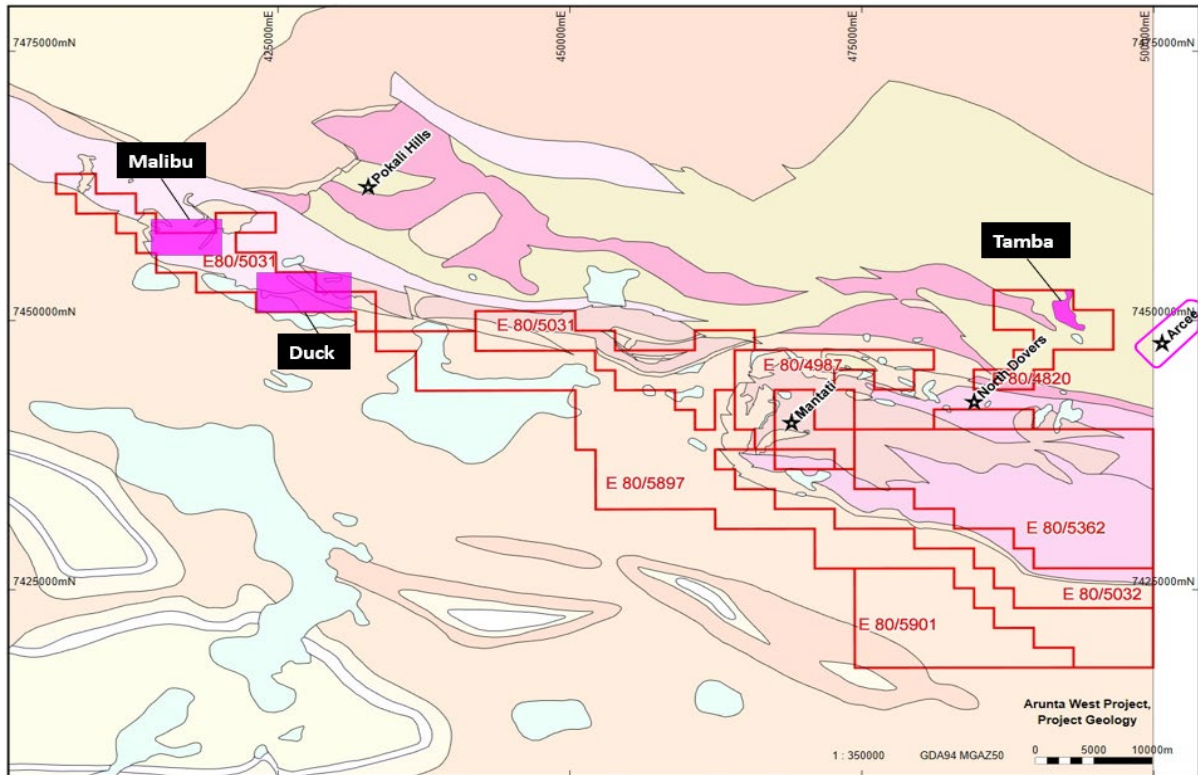 425000mE
450000mE
475000mE
500000mE
7475000mN
7475000mN
Malibu
Pokali Hills
Tamba
E80/5031
7450000mN
7450000mN
Arcee
Duck
E 80/5031
E 80/4987
North Dovers
80/4820
Mantati
E 80/5897
E 80/5362
7425000mN
7425000mN
E 80/5032
E 80/5901
Arunta West Project,
Project Geology
1 : 350000 GDA94 MGAZ50
0 5000 10000m